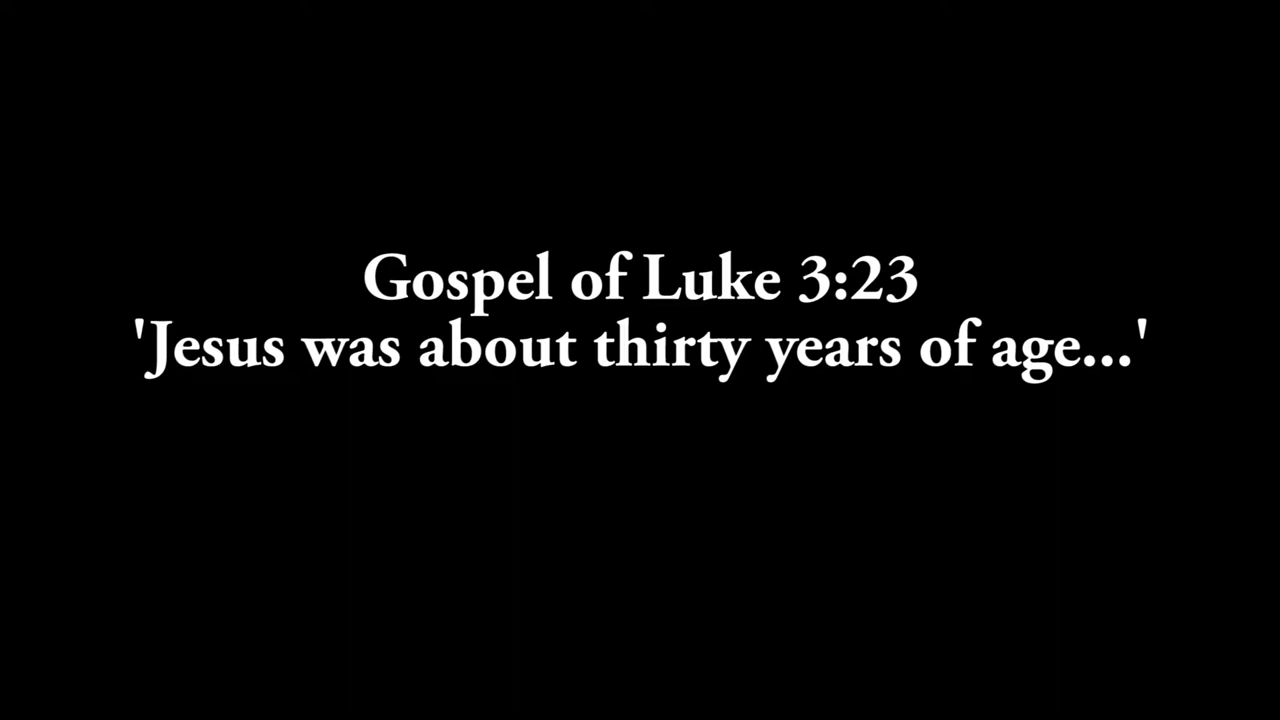 Gospel of Luke 3:23
'Jesus was about thirty years of age...'